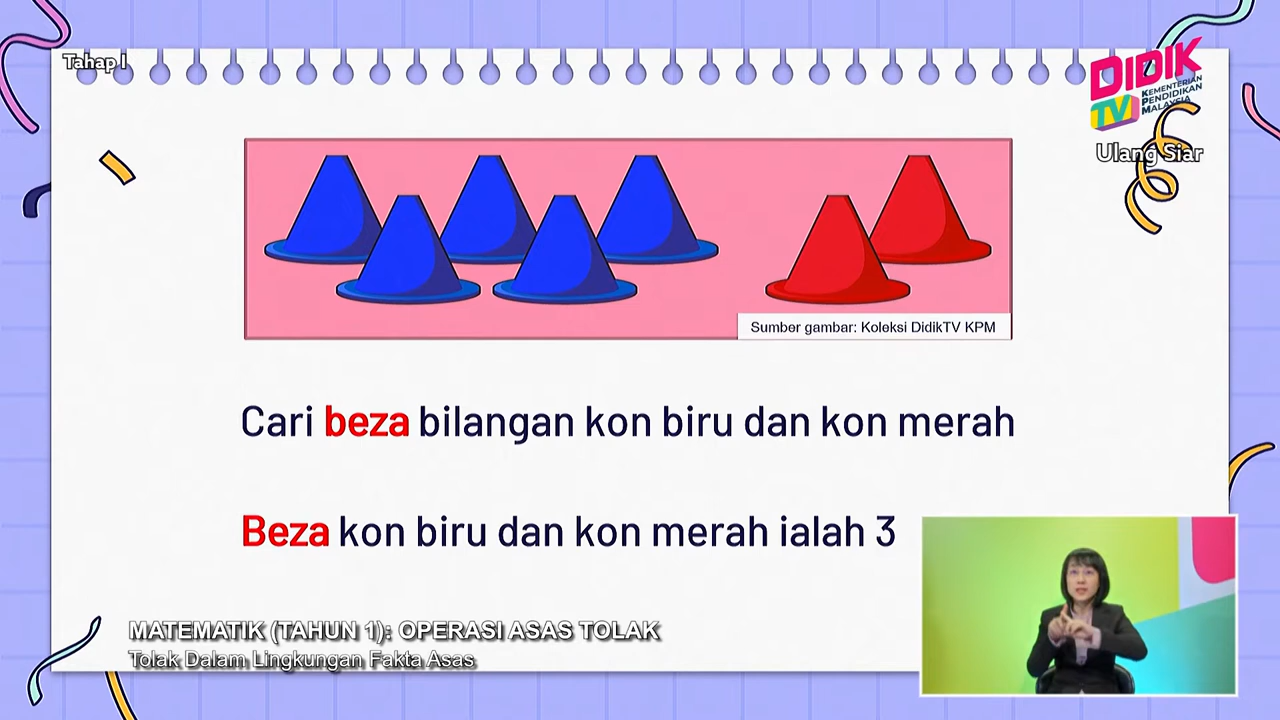 Tahap I
DIDIK
TV
KEMENTERIAN
PENDIDIKAN
MALAYSIA
Ulang Siar
Sumber gambar: Koleksi DidikTV KPM
Cari beza bilangan kon biru dan kon merah
Beza kon biru dan kon merah ialah 3
MATEMATIK (TAHUN 1): OPERASI ASAS TOLAK
Tolak Dalam Lingkungan Fakta Asas